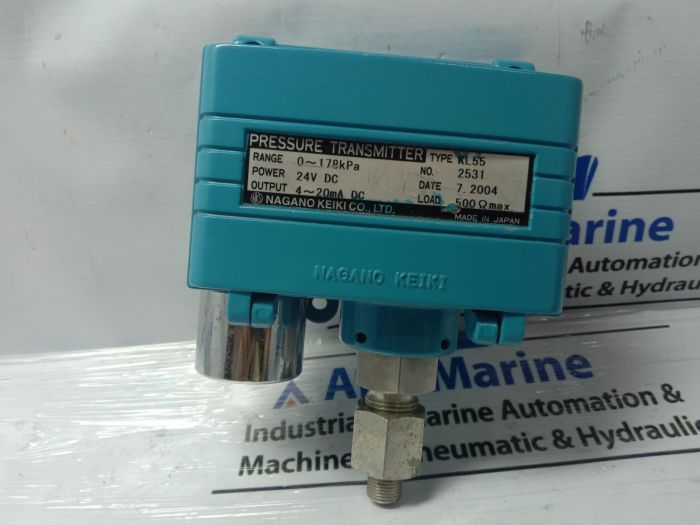 PRESSURE TRANSMITTER TYPE KL55
RANGE 0~178kPa NO. 2531
POWER 24V DC DATE 7.2004
OUTPUT 4~20mA DC LOAD 500Ωmax.
NAGANO KEIKI CO., LTD. MADE IN JAPAN
NAGANO KEIKI
Marine
Automation
tic & Hydraulic
Marine
Industrial Marine Automation &
Machine Pneumatic & Hydraulic